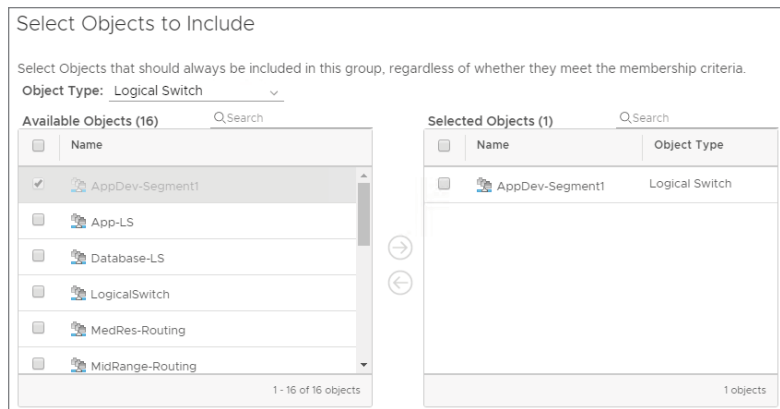 Select Objects to Include
Select Objects that should always be included in this group, regardless of whether they meet the membership criteria.
Object Type: Logical Switch
Available Objects (16)
Search
Name
AppDev-Segment1
App-LS
Database-LS
LogicalSwitch
MedRes-Routing
MidRange-Routing
1 - 16 of 16 objects
Selected Objects (1)
Search
Name Object Type
AppDev-Segment1 Logical Switch
1 objects